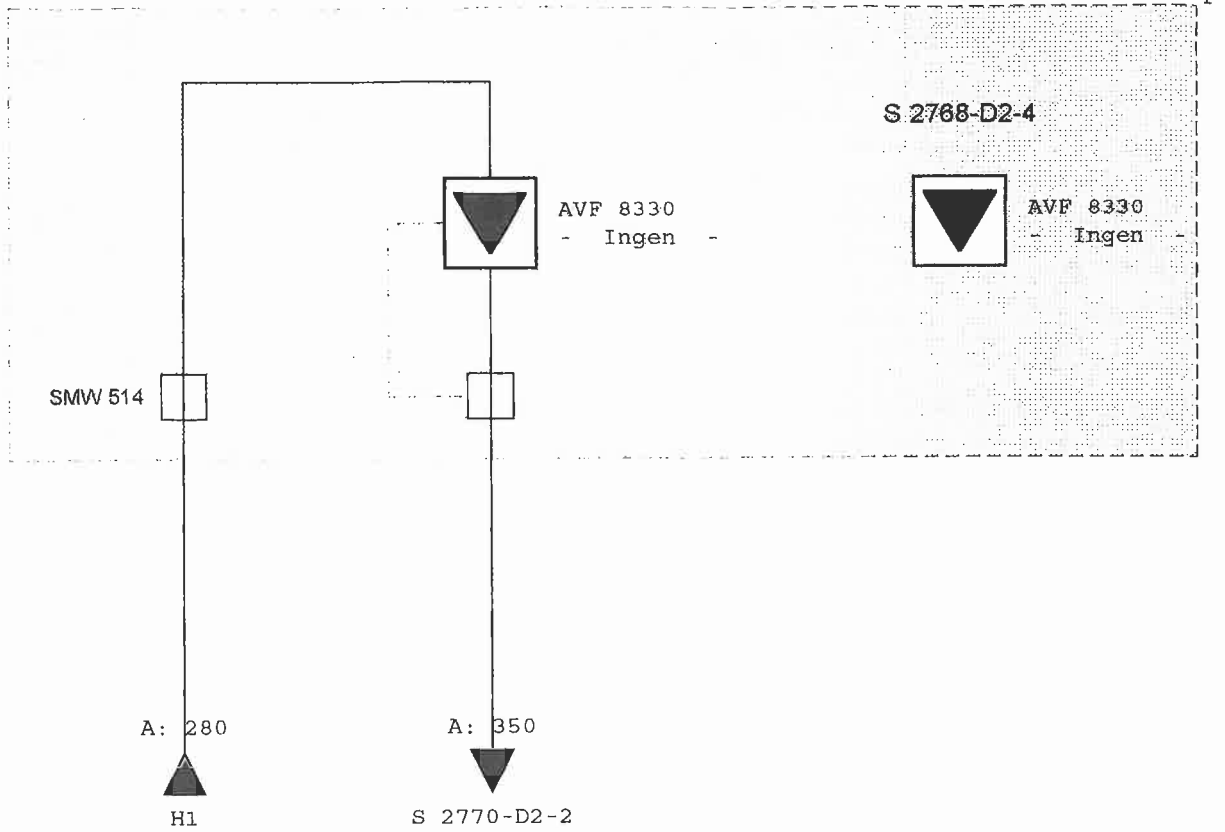 S 2768-D2-4
AVF 8330
- Ingen -
AVF 8330
- Ingen -
SMW 514
A: 280
A: 350
H1
S 2770-D2-2